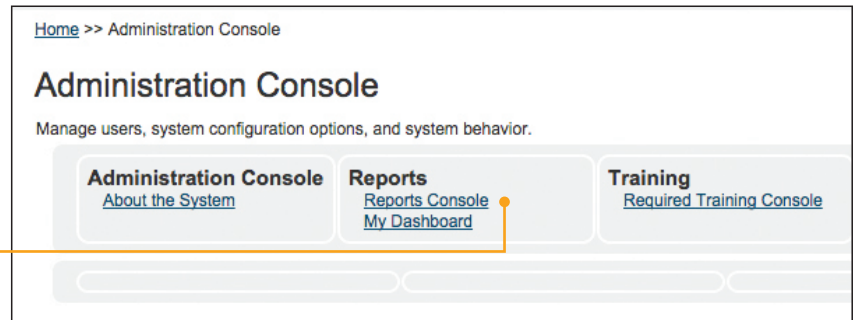 Home >> Administration Console
Administration Console
Manage users, system configuration options, and system behavior.
Administration Console
About the System
Reports
Reports Console
My Dashboard
Training
Required Training Console